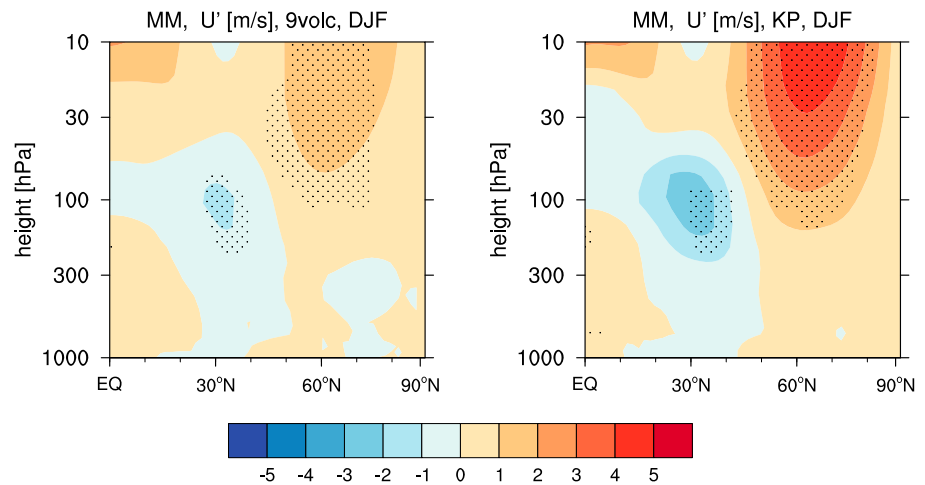 MM,  U' [m/s], 9volc, DJF
10
30
100
300
1000
height [hPa]
EQ 30°N 60°N 90°N
MM,  U' [m/s], KP, DJF
10
30
100
300
1000
height [hPa]
EQ 30°N 60°N 90°N
-5 -4 -3 -2 -1 0 1 2 3 4 5